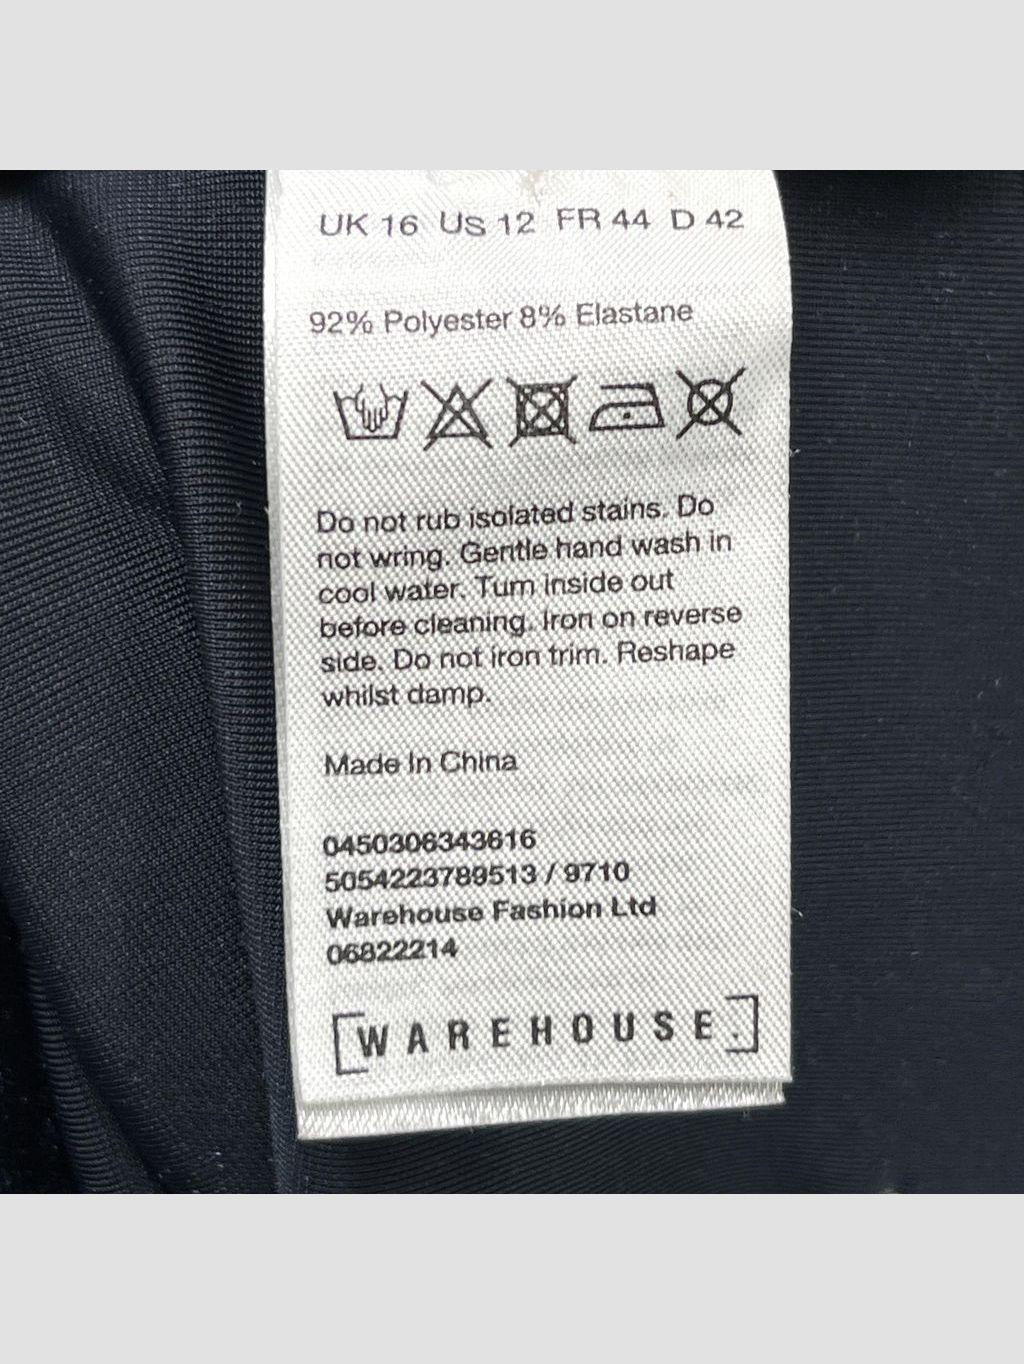 UK 16 US 12 FR 44 D 42
92% Polyester 8% Elastane
Do not rub isolated stains. Do
not wring. Gentle hand wash in
cool water. Turn inside out
before cleaning. Iron on reverse
side. Do not iron trim. Reshape
whilst damp.
Made In China
0450306343616
5054223789513 / 9710
Warehouse Fashion Ltd
06822214
[WAREHOUSE.]